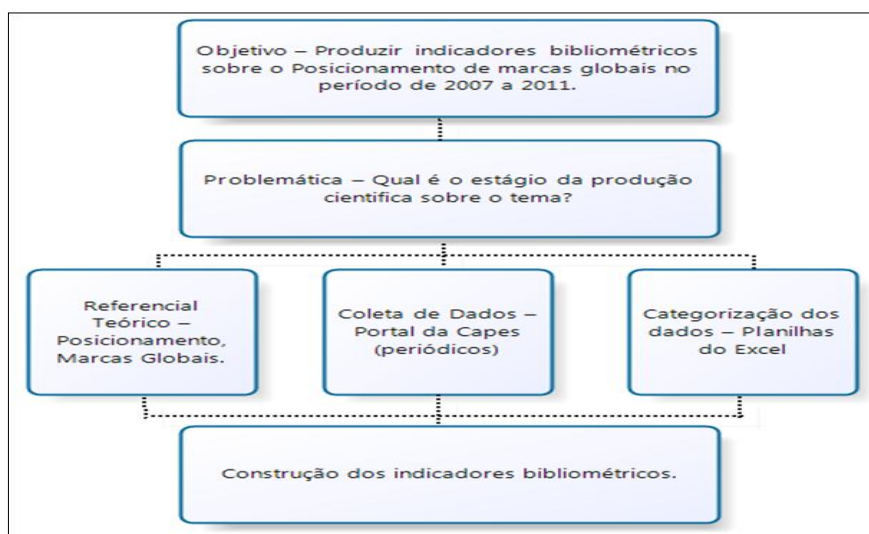 Objetivo – Produzir indicadores bibliométricos
sobre o Posicionamento de marcas globais no
período de 2007 a 2011.
Problemática – Qual é o estágio da produção
cientifica sobre o tema?
Referencial
Teórico –
Posicionamento,
Marcas Globais.
Coleta de Dados –
Portal da Capes
(periódicos)
Categorização dos
dados – Planilhas
do Excel
Construção dos indicadores bibliométricos.